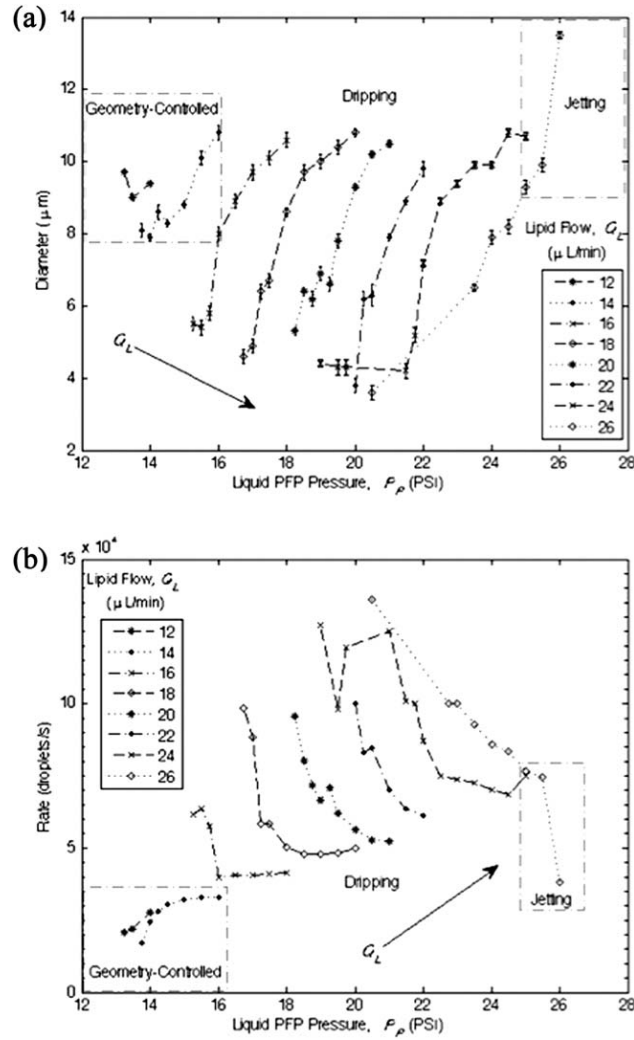 (a)
14
12
10
8
6
4
2
Diameter (μm)
Geometry-Controlled
Dripping
Jetting
G_L
Lipid Flow, G_L
(μL/min)
12
14
16
18
20
22
24
26
12 14 16 18 20 22 24 26 28
Liquid PFP Pressure, P_P (PSI)
(b)
x 10⁴
15
10
5
0
Rate (droplets/s)
Lipid Flow, G_L
(μL/min)
12
14
16
18
20
22
24
26
Dripping
G_L
Jetting
Geometry-Controlled
12 14 16 18 20 22 24 26 28
Liquid PFP Pressure, P_P (PSI)